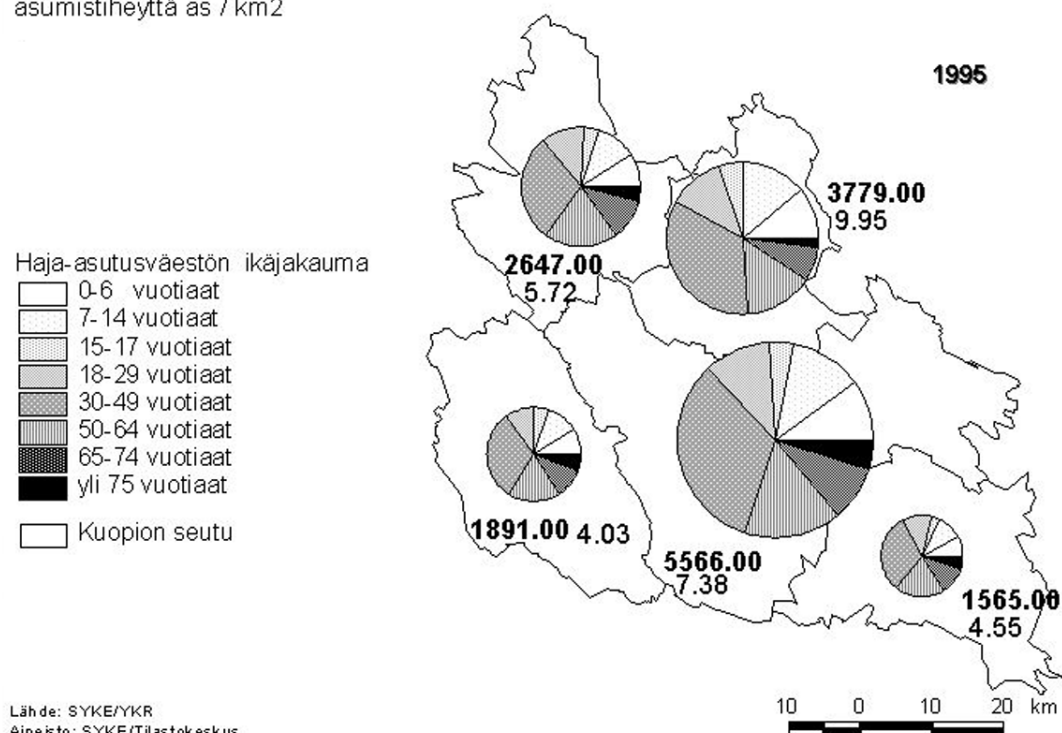 asumistiheyttä as / km2
1995
3779.00
9.95
2647.00
5.72
Haja-asutusväestön ikäjakauma
0-6 vuotiaat
7-14 vuotiaat
15-17 vuotiaat
18-29 vuotiaat
30-49 vuotiaat
50-64 vuotiaat
65-74 vuotiaat
yli 75 vuotiaat
Kuopion seutu
1891.00 4.03
5566.00
7.38
1565.00
4.55
10 0 10 20 km
Lähde: SYKE/YKR
Aineisto: SYKE/Tilastokeskus